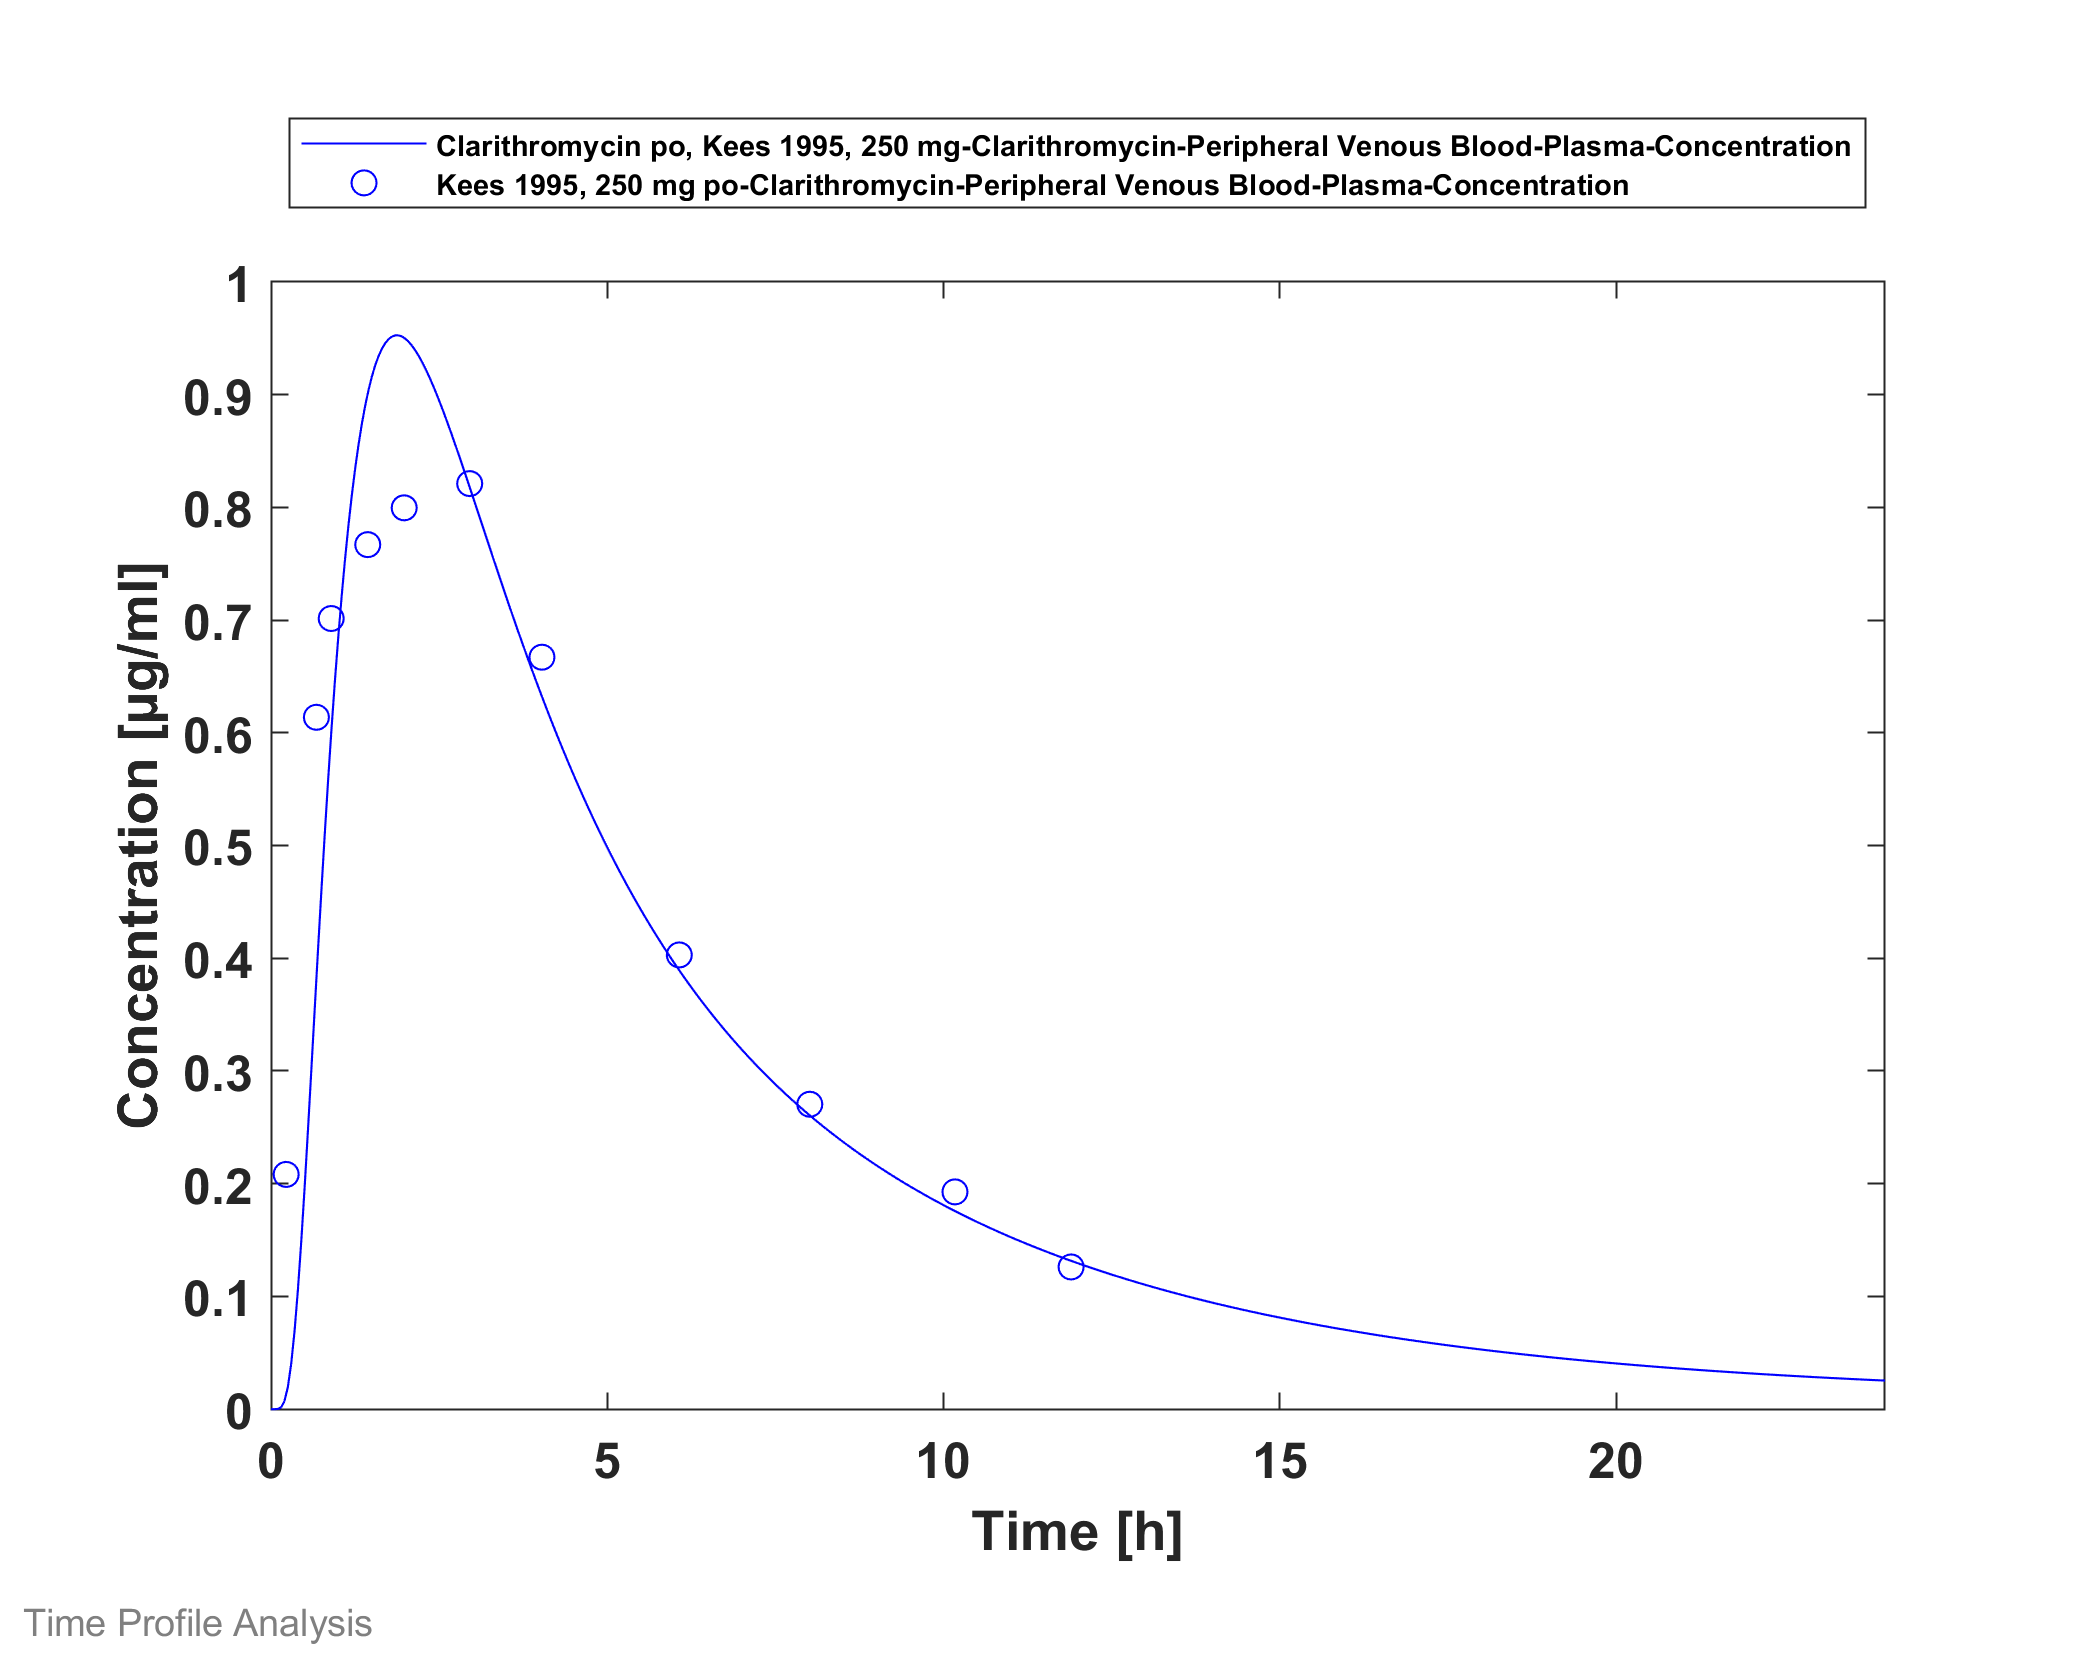 Clarithromycin po, Kees 1995, 250 mg-Clarithromycin-Peripheral Venous Blood-Plasma-Concentration
Kees 1995, 250 mg po-Clarithromycin-Peripheral Venous Blood-Plasma-Concentration
1
0.9
0.8
0.7
0.6
0.5
0.4
0.3
0.2
0.1
0
Concentration [µg/ml]
0 5 10 15 20
Time [h]
Time Profile Analysis